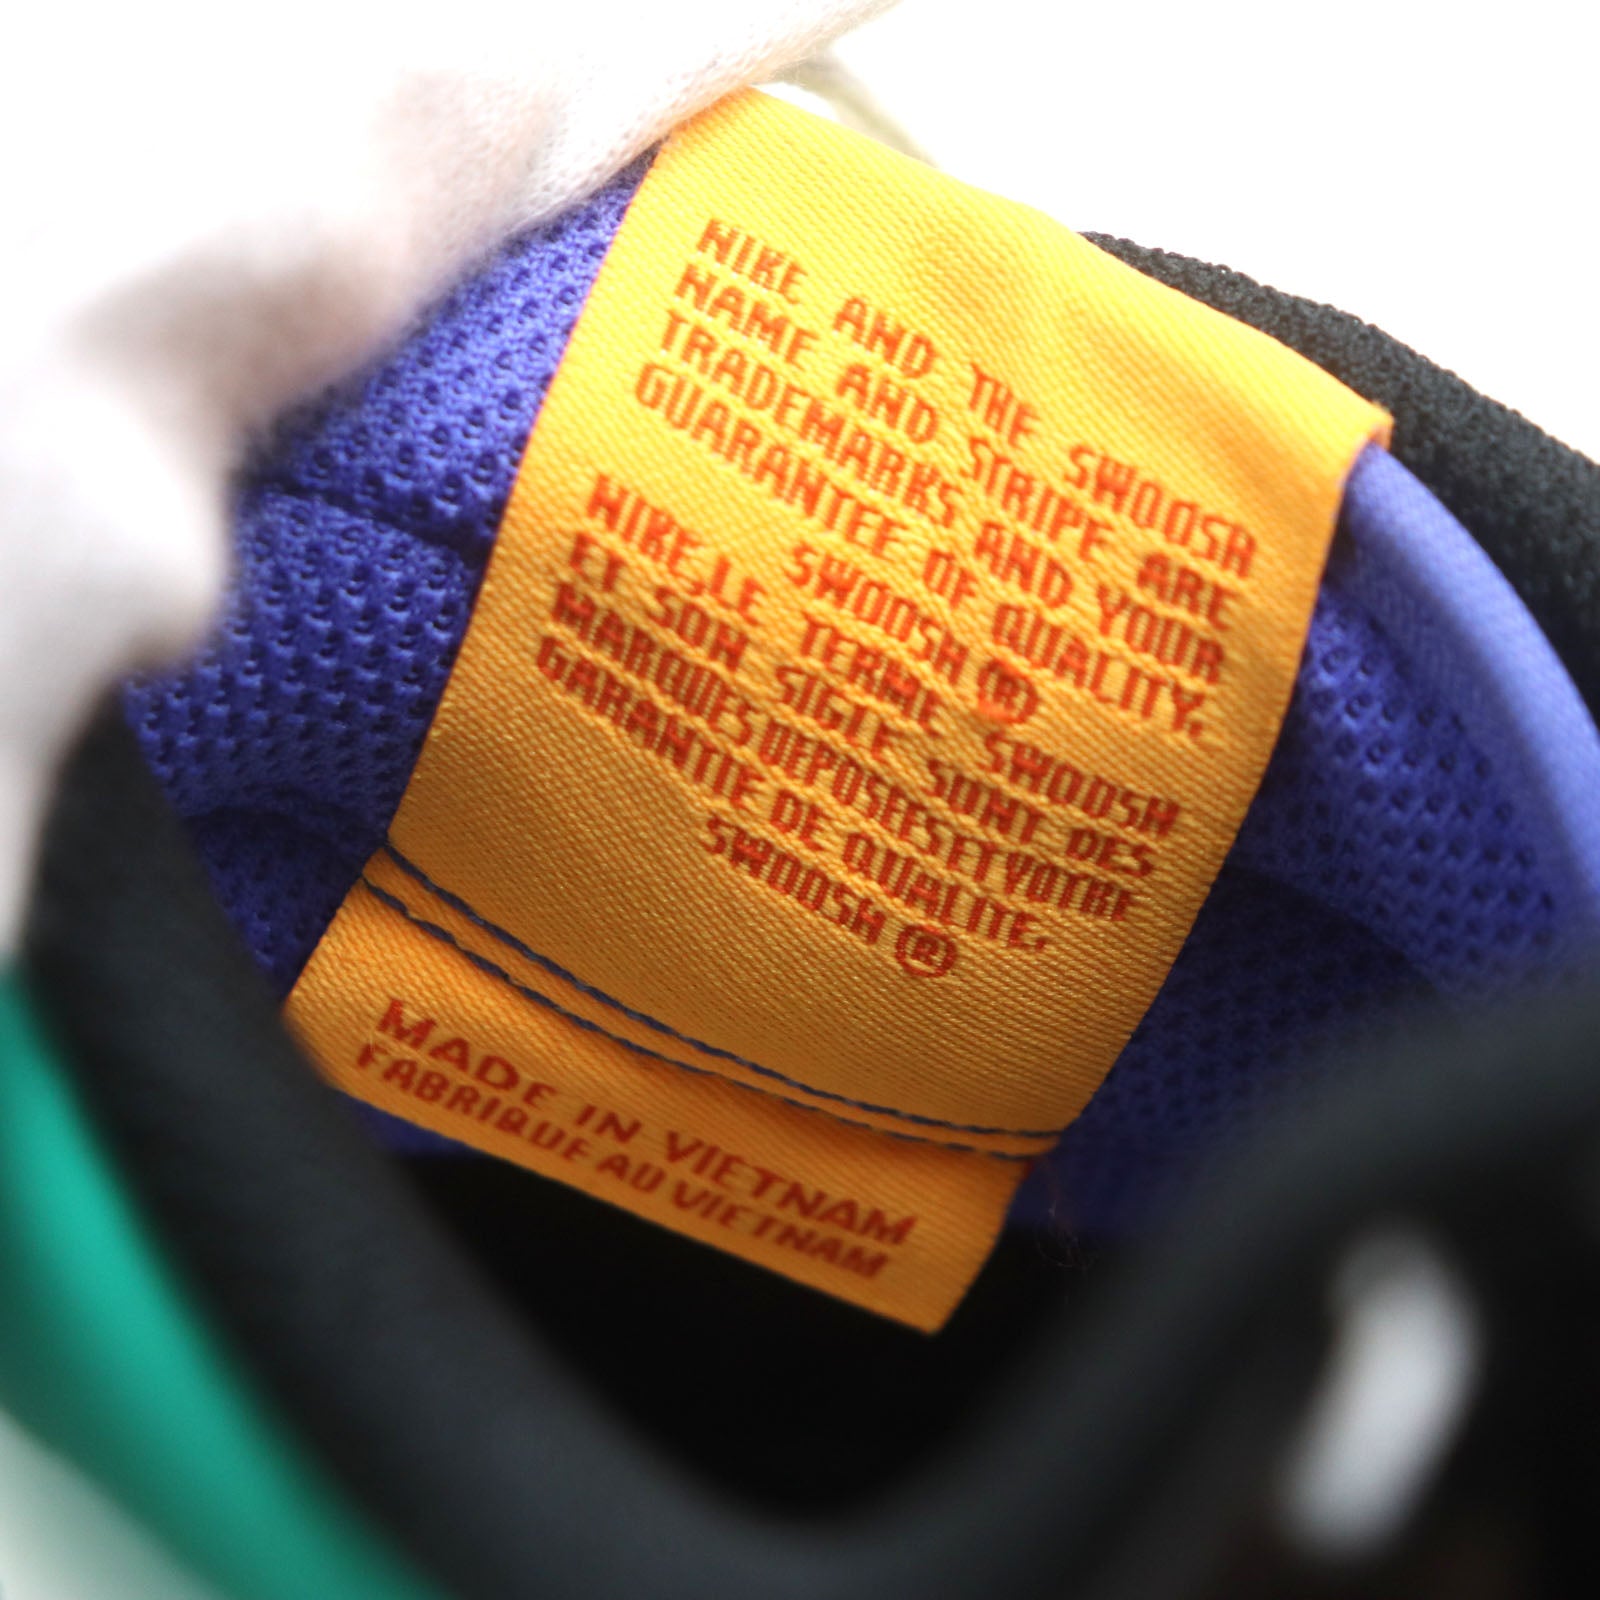 NIKE AND THE SWOOSH
NAME AND STRIPE ARE
TRADEMARKS AND YOUR
GUARANTEE OF QUALITY.
SWOOSH ®
NIKE, LE TERME SWOOSH
ET SON SIGLE SONT DES
MARQUES DEPOSEES ET VOTRE
GARANTIE DE QUALITE.
SWOOSH ®
MADE IN VIETNAM
FABRIQUE AU VIETNAM